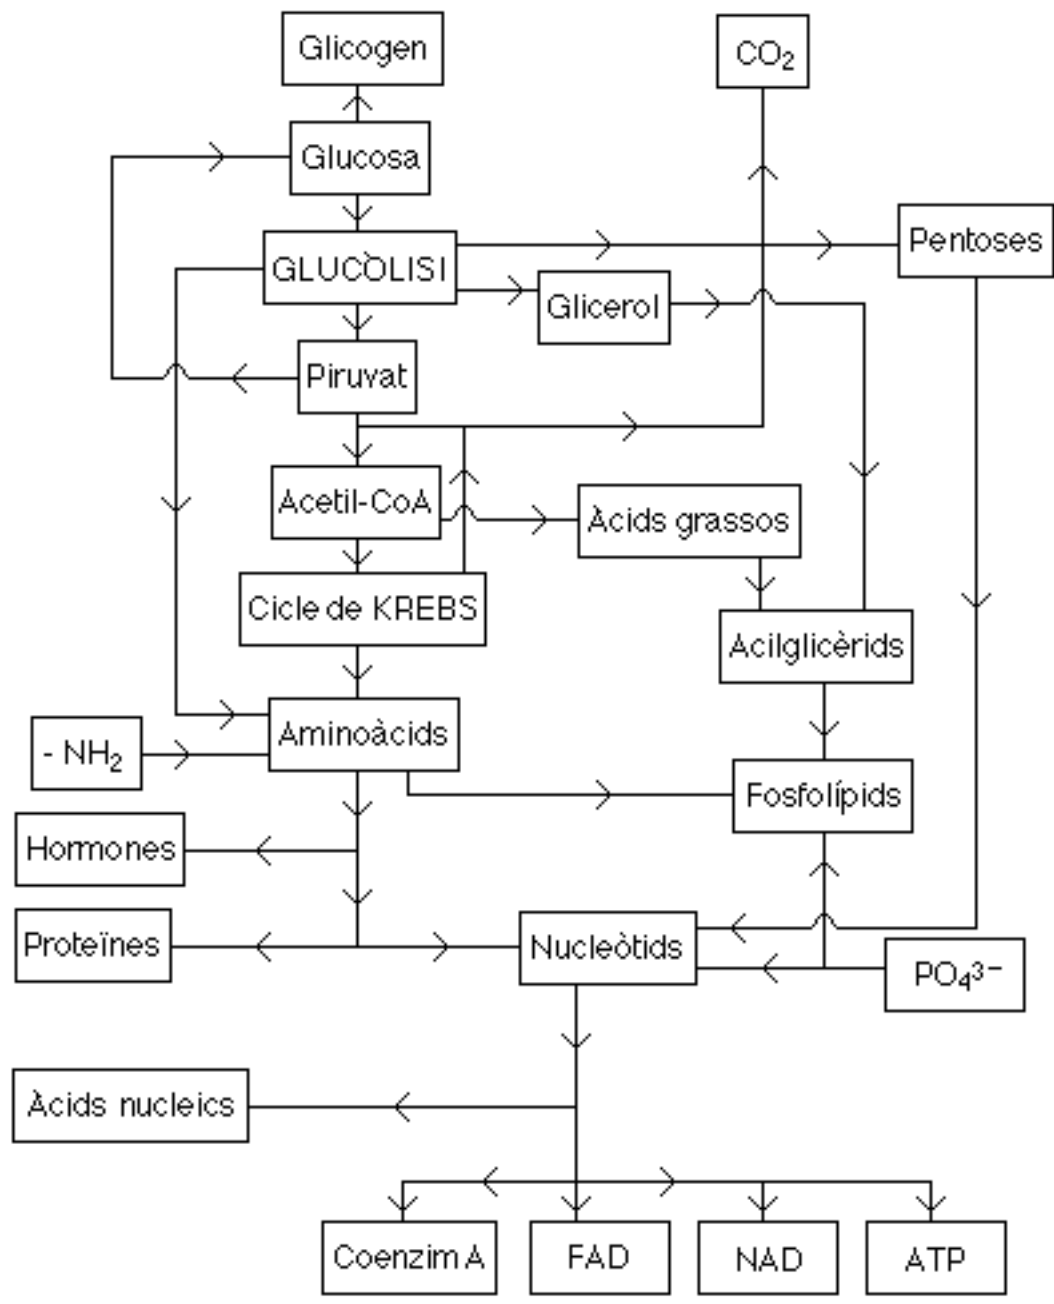 Glicogen
CO₂
Glucosa
Pentoses
GLUCÒLISI
Glicerol
Piruvat
Acetil-CoA
Àcids grassos
Cicle de KREBS
Acilglicèrids
Aminoàcids
- NH₂
Fosfolípids
Hormones
Proteïnes
Nucleòtids
PO₄³⁻
Àcids nucleics
Coenzim A
FAD
NAD
ATP